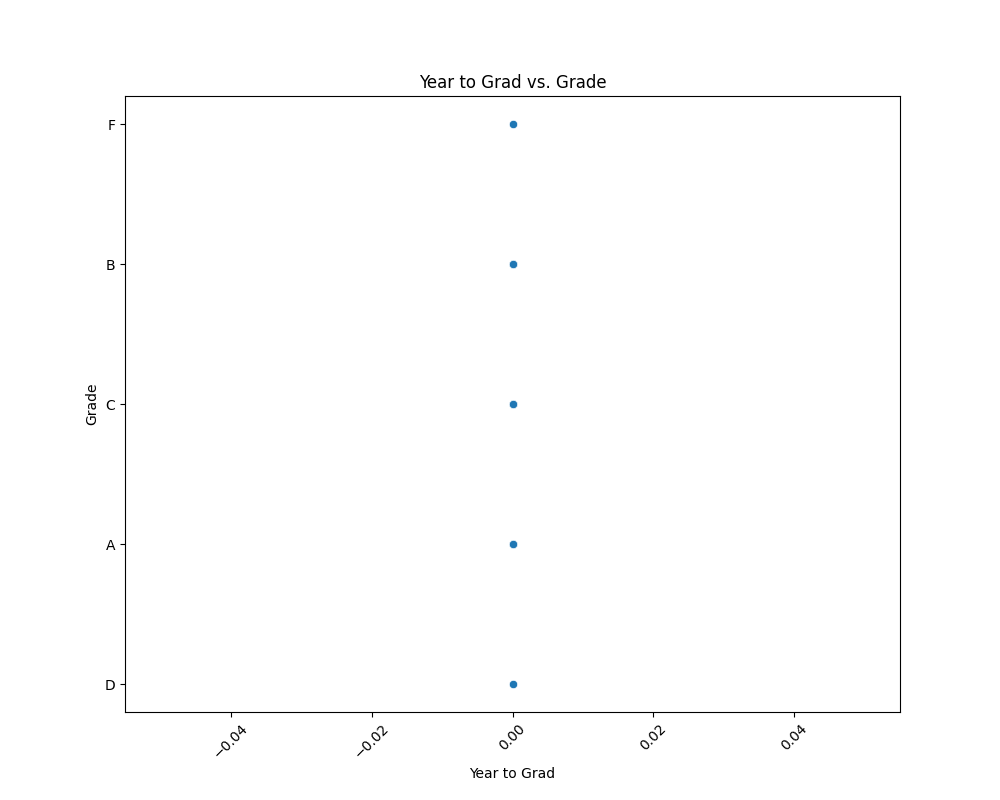 Year to Grad vs. Grade
F
B
C
A
D
Grade
−0.04
−0.02
0.00
0.02
0.04
Year to Grad